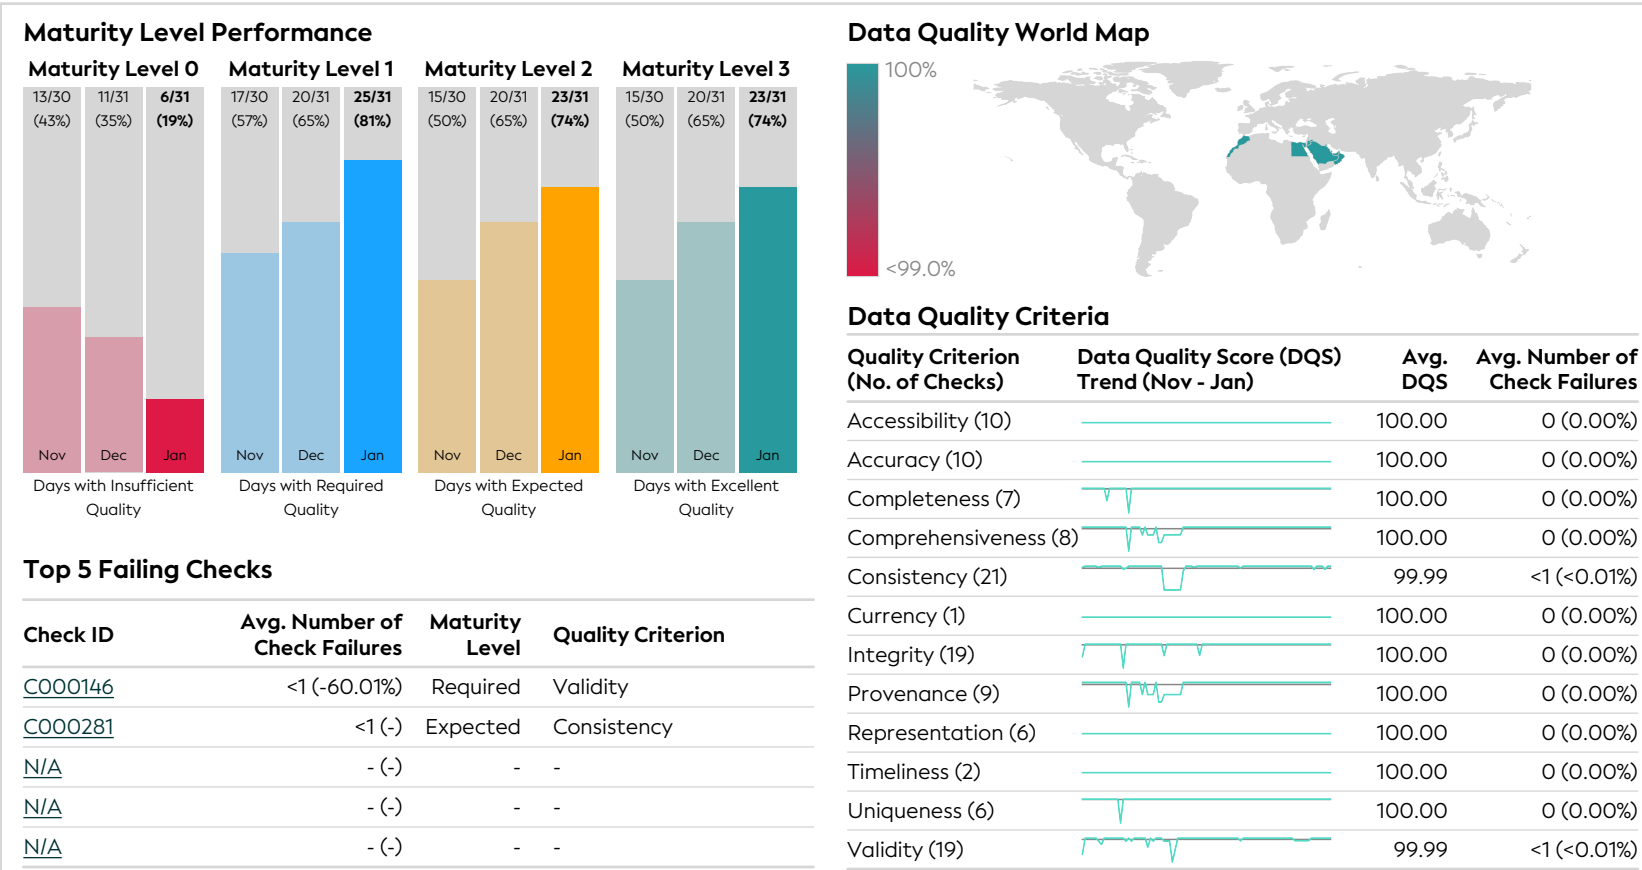 Maturity Level Performance
Maturity Level 0
Maturity Level 1
Maturity Level 2
Maturity Level 3
13/30 11/31 6/31
(43%) (35%) (19%)
17/30 20/31 25/31
(57%) (65%) (81%)
15/30 20/31 23/31
(50%) (65%) (74%)
15/30 20/31 23/31
(50%) (65%) (74%)
Nov Dec Jan
Nov Dec Jan
Nov Dec Jan
Nov Dec Jan
Days with Insufficient
Quality
Days with Required
Quality
Days with Expected
Quality
Days with Excellent
Quality
Top 5 Failing Checks
Check ID
Avg. Number of
Check Failures
Maturity
Level
Quality Criterion
C000146 <1 (-60.01%) Required Validity
C000281 <1 (-) Expected Consistency
N/A - (-) - -
N/A - (-) - -
N/A - (-) - -
Data Quality World Map
100%
<99.0%
Data Quality Criteria
Quality Criterion
(No. of Checks)
Data Quality Score (DQS)
Trend (Nov - Jan)
Avg.
DQS
Avg. Number of
Check Failures
Accessibility (10) 100.00 0 (0.00%)
Accuracy (10) 100.00 0 (0.00%)
Completeness (7) 100.00 0 (0.00%)
Comprehensiveness (8) 100.00 0 (0.00%)
Consistency (21) 99.99 <1 (<0.01%)
Currency (1) 100.00 0 (0.00%)
Integrity (19) 100.00 0 (0.00%)
Provenance (9) 100.00 0 (0.00%)
Representation (6) 100.00 0 (0.00%)
Timeliness (2) 100.00 0 (0.00%)
Uniqueness (6) 100.00 0 (0.00%)
Validity (19) 99.99 <1 (<0.01%)